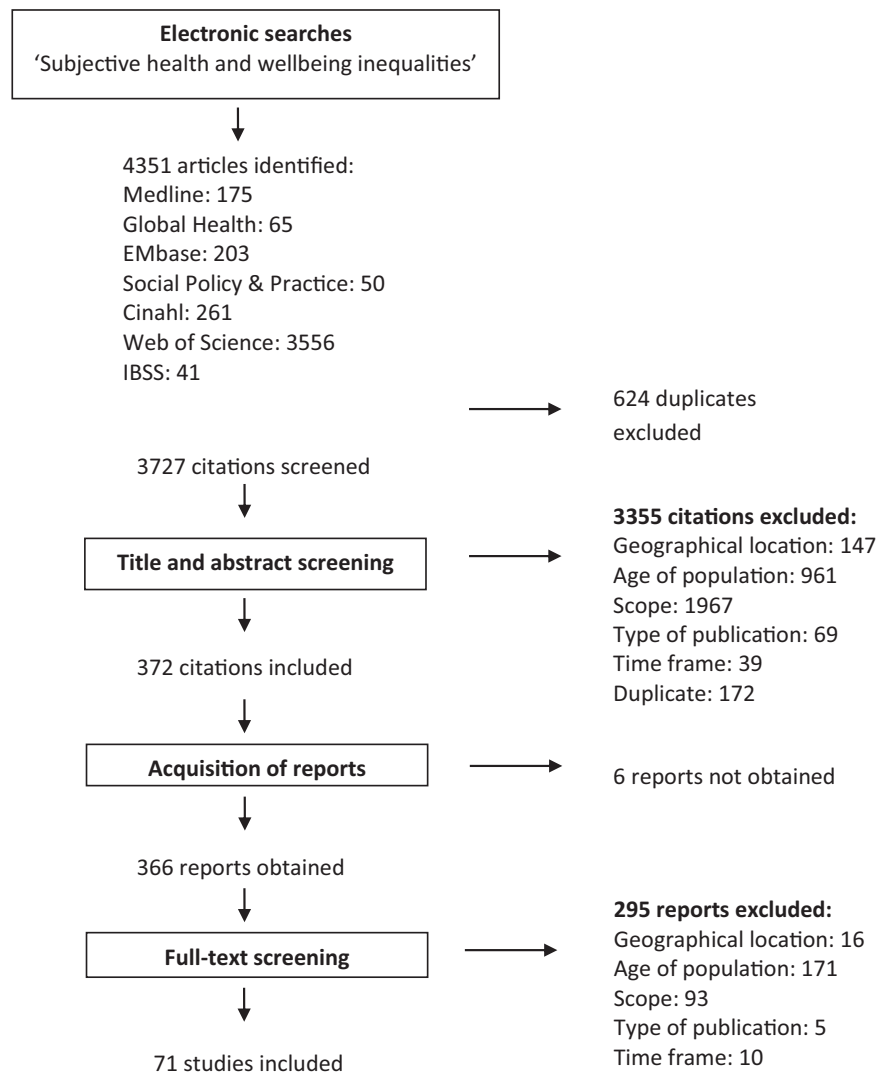 Electronic searches
‘Subjective health and wellbeing inequalities’
4351 articles identified:
Medline: 175
Global Health: 65
EMbase: 203
Social Policy & Practice: 50
Cinahl: 261
Web of Science: 3556
IBSS: 41
624 duplicates
excluded
3727 citations screened
Title and abstract screening
3355 citations excluded:
Geographical location: 147
Age of population: 961
Scope: 1967
Type of publication: 69
Time frame: 39
Duplicate: 172
372 citations included
Acquisition of reports
6 reports not obtained
366 reports obtained
Full-text screening
295 reports excluded:
Geographical location: 16
Age of population: 171
Scope: 93
Type of publication: 5
Time frame: 10
71 studies included